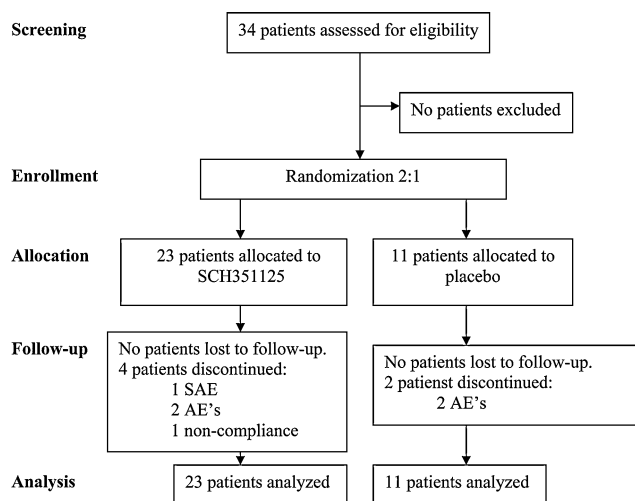 Screening
34 patients assessed for eligibility
No patients excluded
Enrollment
Randomization 2:1
Allocation
23 patients allocated to
SCH351125
11 patients allocated to
placebo
Follow-up
No patients lost to follow-up.
4 patients discontinued:
1 SAE
2 AE's
1 non-compliance
No patients lost to follow-up.
2 patienst discontinued:
2 AE's
Analysis
23 patients analyzed
11 patients analyzed